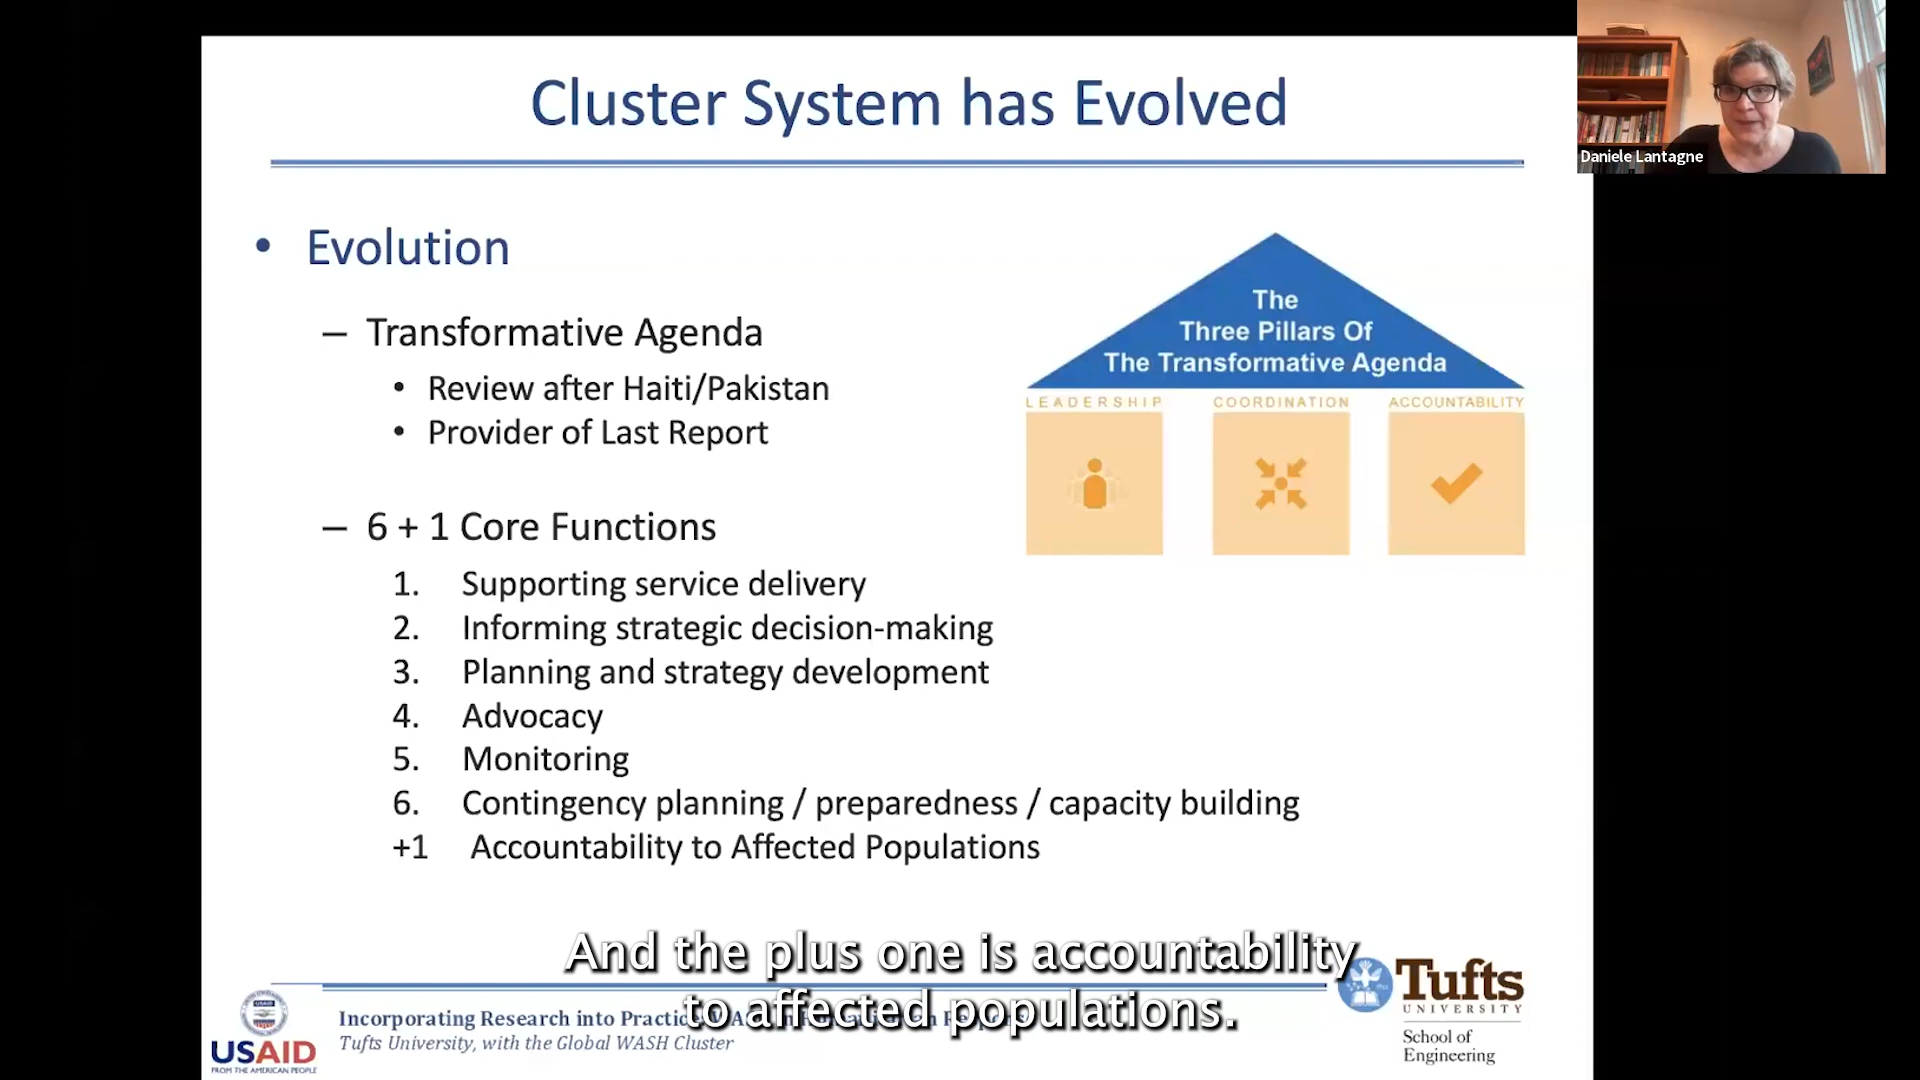 Cluster System has Evolved
Daniele Lantagne
• Evolution
– Transformative Agenda
• Review after Haiti/Pakistan
• Provider of Last Report
The
Three Pillars Of
The Transformative Agenda
LEADERSHIP COORDINATION ACCOUNTABILITY
– 6 + 1 Core Functions
1. Supporting service delivery
2. Informing strategic decision-making
3. Planning and strategy development
4. Advocacy
5. Monitoring
6. Contingency planning / preparedness / capacity building
+1 Accountability to Affected Populations
And the plus one is accountability
to affected populations.
Incorporating Research into
Tufts University, with the Global WASH Cluster
USAID
FROM THE AMERICAN PEOPLE
Tufts
UNIVERSITY
School of
Engineering